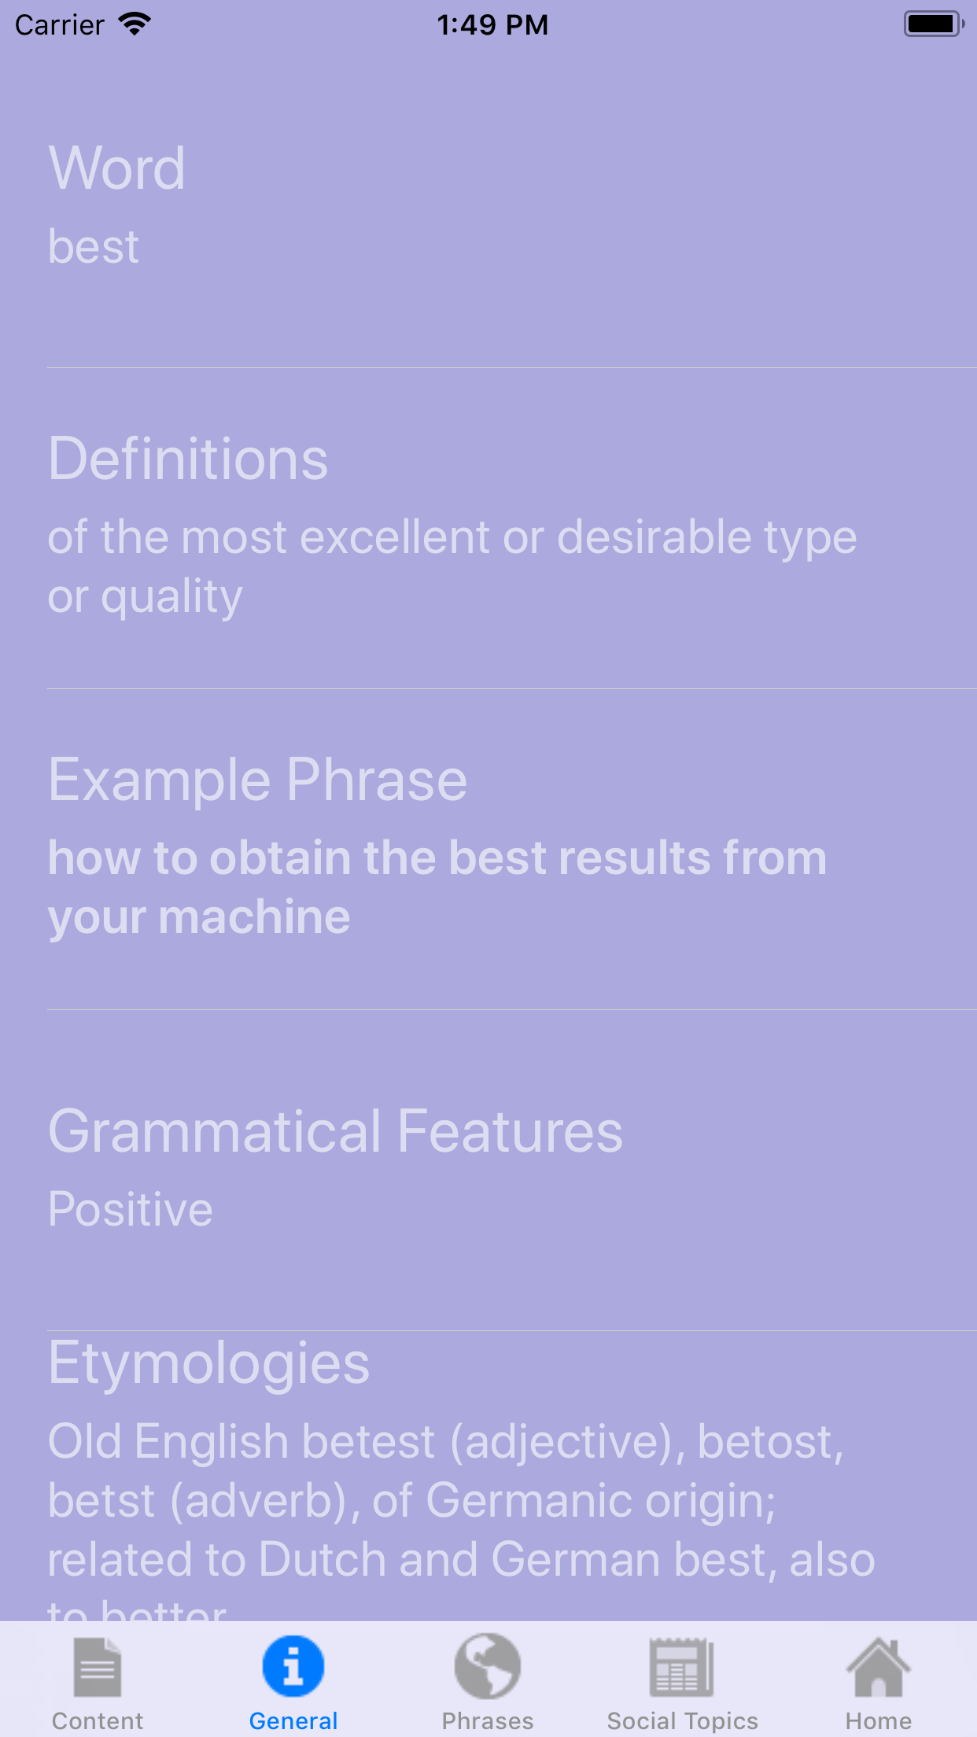 Carrier 1:49 PM
Word
best
Definitions
of the most excellent or desirable type
or quality
Example Phrase
how to obtain the best results from
your machine
Grammatical Features
Positive
Etymologies
Old English betest (adjective), betost,
betst (adverb), of Germanic origin;
related to Dutch and German best, also
to better
Content General Phrases Social Topics Home